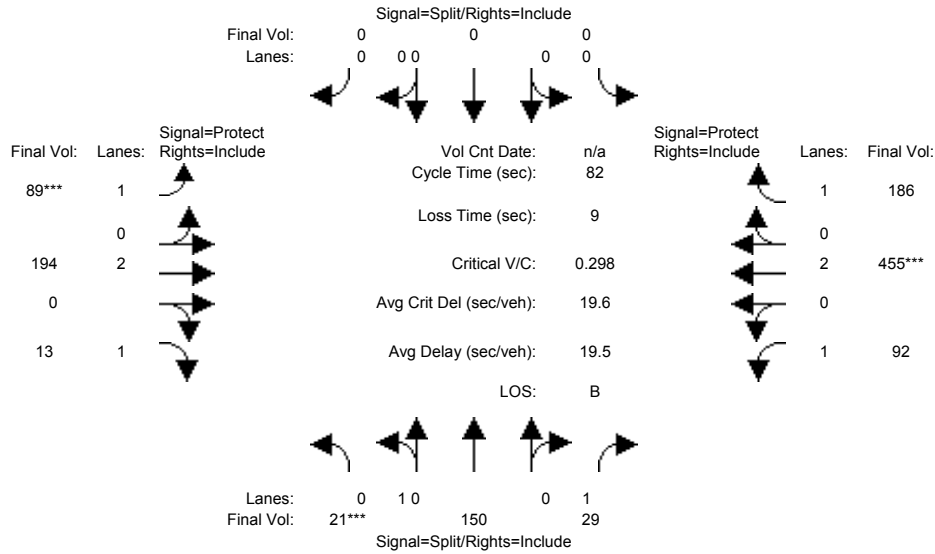 Signal=Split/Rights=Include
Final Vol: 0 0 0
Lanes: 0 0 0 0 0
Signal=Protect
Final Vol: Lanes: Rights=Include
Vol Cnt Date: n/a
Signal=Protect
Rights=Include Lanes: Final Vol:
Cycle Time (sec): 82
89*** 1
1 186
Loss Time (sec): 9
0
0
194 2
Critical V/C: 0.298
2 455***
0 Avg Crit Del (sec/veh): 19.6 0
13 1
Avg Delay (sec/veh): 19.5
1 92
LOS: B
Lanes: 0 1 0 0 1
Final Vol: 21*** 150 29
Signal=Split/Rights=Include